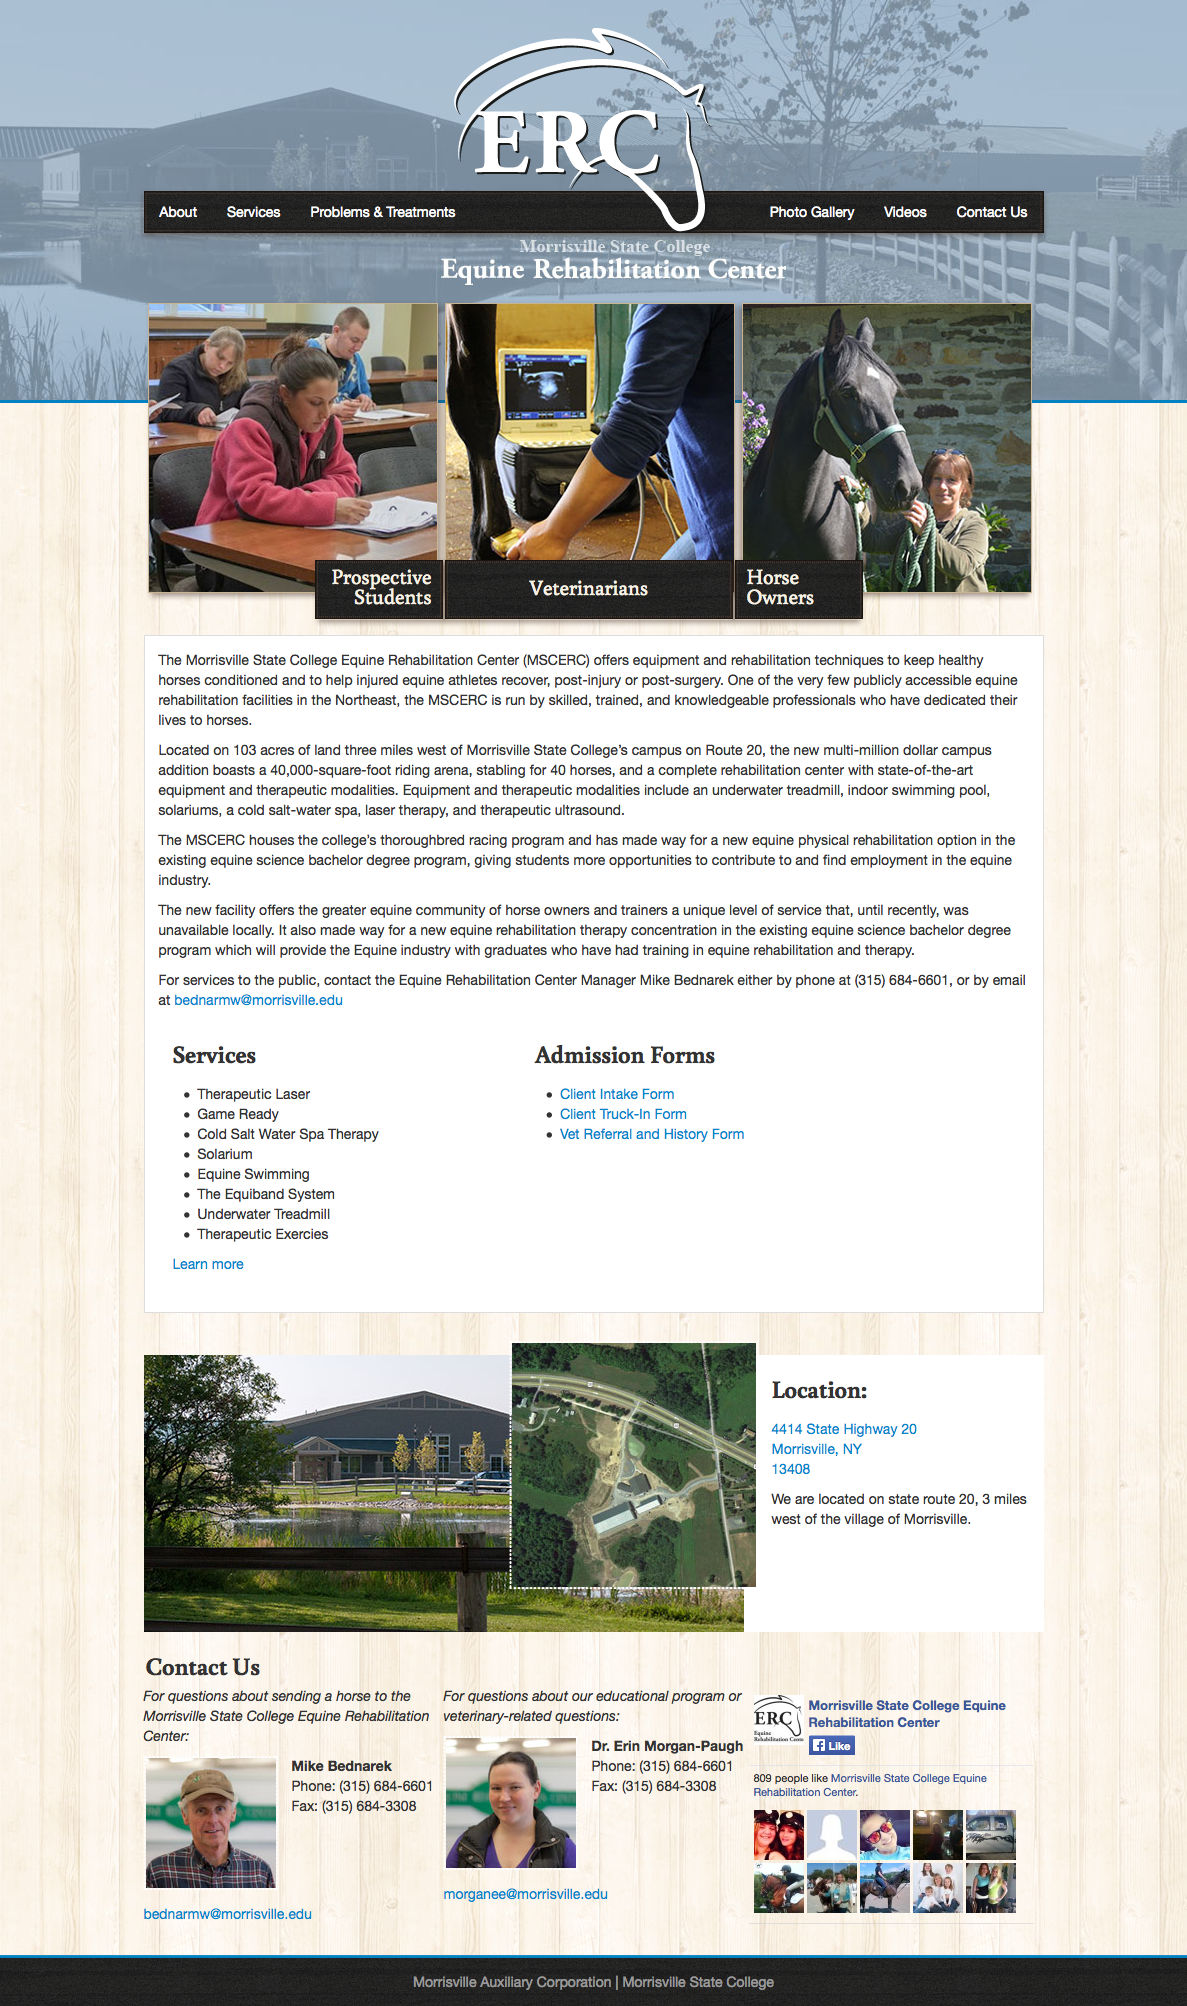 ERC
About Services Problems & Treatments Photo Gallery Videos Contact Us
Morrisville State College
Equine Rehabilitation Center
Prospective
Students
Veterinarians
Horse
Owners
The Morrisville State College Equine Rehabilitation Center (MSCERC) offers equipment and rehabilitation techniques to keep healthy
horses conditioned and to help injured equine athletes recover, post-injury or post-surgery. One of the very few publicly accessible equine
rehabilitation facilities in the Northeast, the MSCERC is run by skilled, trained, and knowledgeable professionals who have dedicated their
lives to horses.
Located on 103 acres of land three miles west of Morrisville State College’s campus on Route 20, the new multi-million dollar campus
addition boasts a 40,000-square-foot riding arena, stabling for 40 horses, and a complete rehabilitation center with state-of-the-art
equipment and therapeutic modalities. Equipment and therapeutic modalities include an underwater treadmill, indoor swimming pool,
solariums, a cold salt-water spa, laser therapy, and therapeutic ultrasound.
The MSCERC houses the college’s thoroughbred racing program and has made way for a new equine physical rehabilitation option in the
existing equine science bachelor degree program, giving students more opportunities to contribute to and find employment in the equine
industry.
The new facility offers the greater equine community of horse owners and trainers a unique level of service that, until recently, was
unavailable locally. It also made way for a new equine rehabilitation therapy concentration in the existing equine science bachelor degree
program which will provide the Equine industry with graduates who have had training in equine rehabilitation and therapy.
For services to the public, contact the Equine Rehabilitation Center Manager Mike Bednarek either by phone at (315) 684-6601, or by email
at bednarmw@morrisville.edu
Services
Therapeutic Laser
Game Ready
Cold Salt Water Spa Therapy
Solarium
Equine Swimming
The Equiband System
Underwater Treadmill
Therapeutic Exercies
Learn more
Admission Forms
Client Intake Form
Client Truck-In Form
Vet Referral and History Form
Location:
4414 State Highway 20
Morrisville, NY
13408
We are located on state route 20, 3 miles
west of the village of Morrisville.
Contact Us
For questions about sending a horse to the
Morrisville State College Equine Rehabilitation
Center:
Mike Bednarek
Phone: (315) 684-6601
Fax: (315) 684-3308
bednarmw@morrisville.edu
For questions about our educational program or
veterinary-related questions:
Dr. Erin Morgan-Paugh
Phone: (315) 684-6601
Fax: (315) 684-3308
morganee@morrisville.edu
ERC
Equine
Rehabilitation Center
Morrisville State College Equine
Rehabilitation Center
Like
809 people like Morrisville State College Equine
Rehabilitation Center.
Morrisville Auxiliary Corporation | Morrisville State College